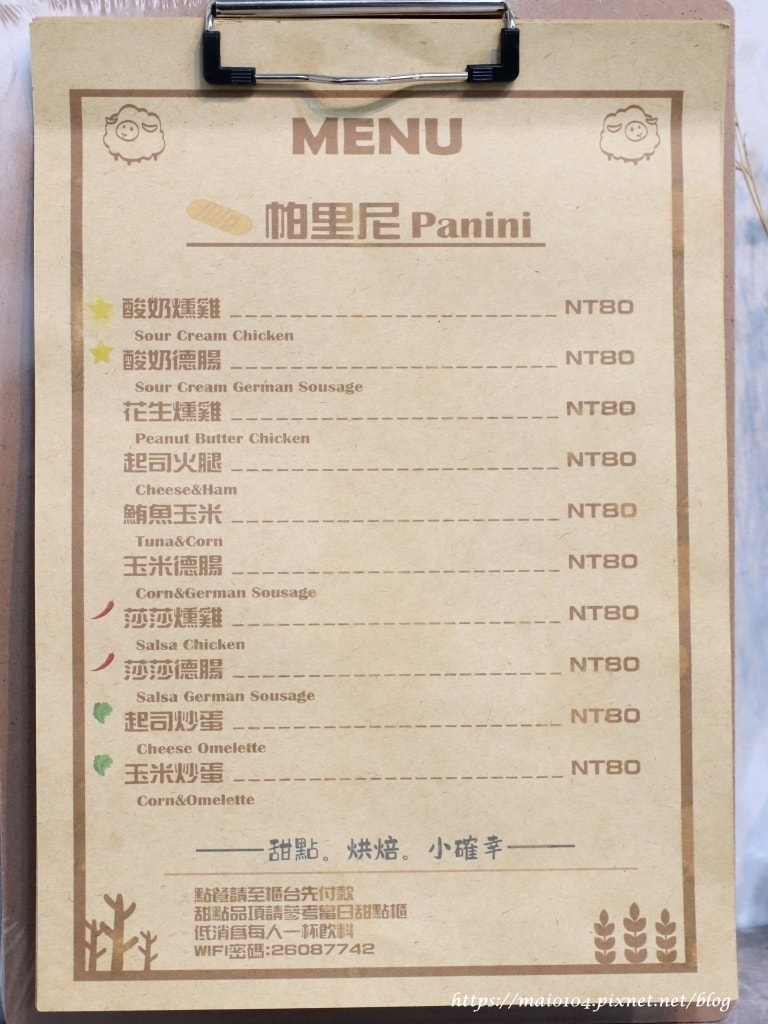 MENU
帕里尼 Panini
酸奶燻雞 NT80
Sour Cream Chicken
酸奶德腸 NT80
Sour Cream German Sousage
花生燻雞 NT80
Peanut Butter Chicken
起司火腿 NT80
Cheese&Ham
鮪魚玉米 NT80
Tuna&Corn
玉米德腸 NT80
Corn&German Sousage
莎莎燻雞 NT80
Salsa Chicken
莎莎德腸 NT80
Salsa German Sousage
起司炒蛋 NT80
Cheese Omelette
玉米炒蛋 NT80
Corn&Omelette
甜點。烘焙。小確幸
點餐請至櫃台先付款
甜點品項請參考當日甜點櫃
低消為每人一杯飲料
WIFI密碼:26087742
https://mai0104.pixnet.net/blog